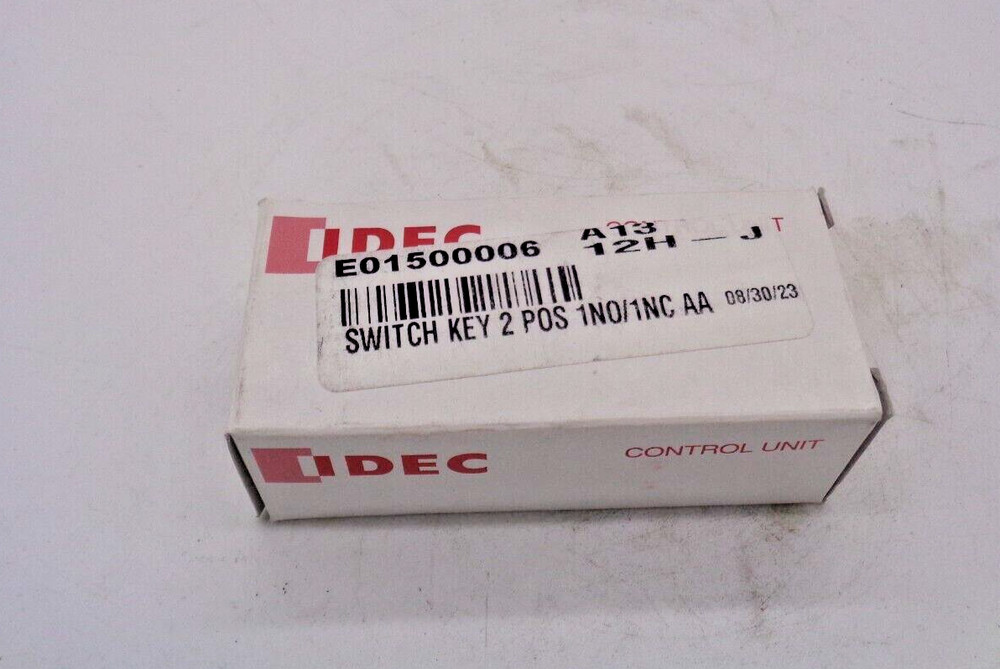 IDEC
E01500006 A13
12H - J
SWITCH KEY 2 POS 1NO/1NC AA 08/30/23
IDEC CONTROL UNIT